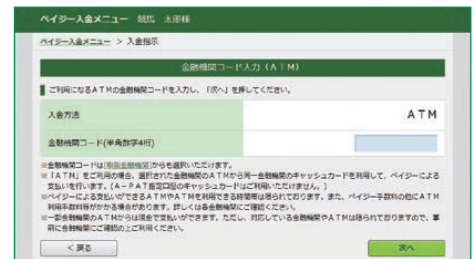 ペイジー入金メニュー 競馬 太郎様
ペイジー入金メニュー > 入金指示
金融機関コード入力 (ATM)
ご利用になるATMの金融機関コードを入力し、「次へ」を押してください。
入金方法 ATM
金融機関コード(半角数字4桁)
※金融機関コードは[取扱金融機関]からも選択いただけます。
※「ATM」をご利用の場合、選択された金融機関のATMから同一金融機関のキャッシュカードを利用して、ペイジーによる
支払いを行います。(A-PAT指定口座のキャッシュカードはご利用いただけません。)
※ペイジーによる支払いができるATMやATMを利用できる時間帯は限られております。また、ペイジー手数料の他にATM
利用手数料等がかかる場合があります。詳しくは各金融機関にご確認ください。
※一部金融機関のATMからは現金で支払いができます。ただし、対応している金融機関やATMは限られておりますので、事
前に金融機関にご確認の上ご利用ください。
< 戻る 次へ